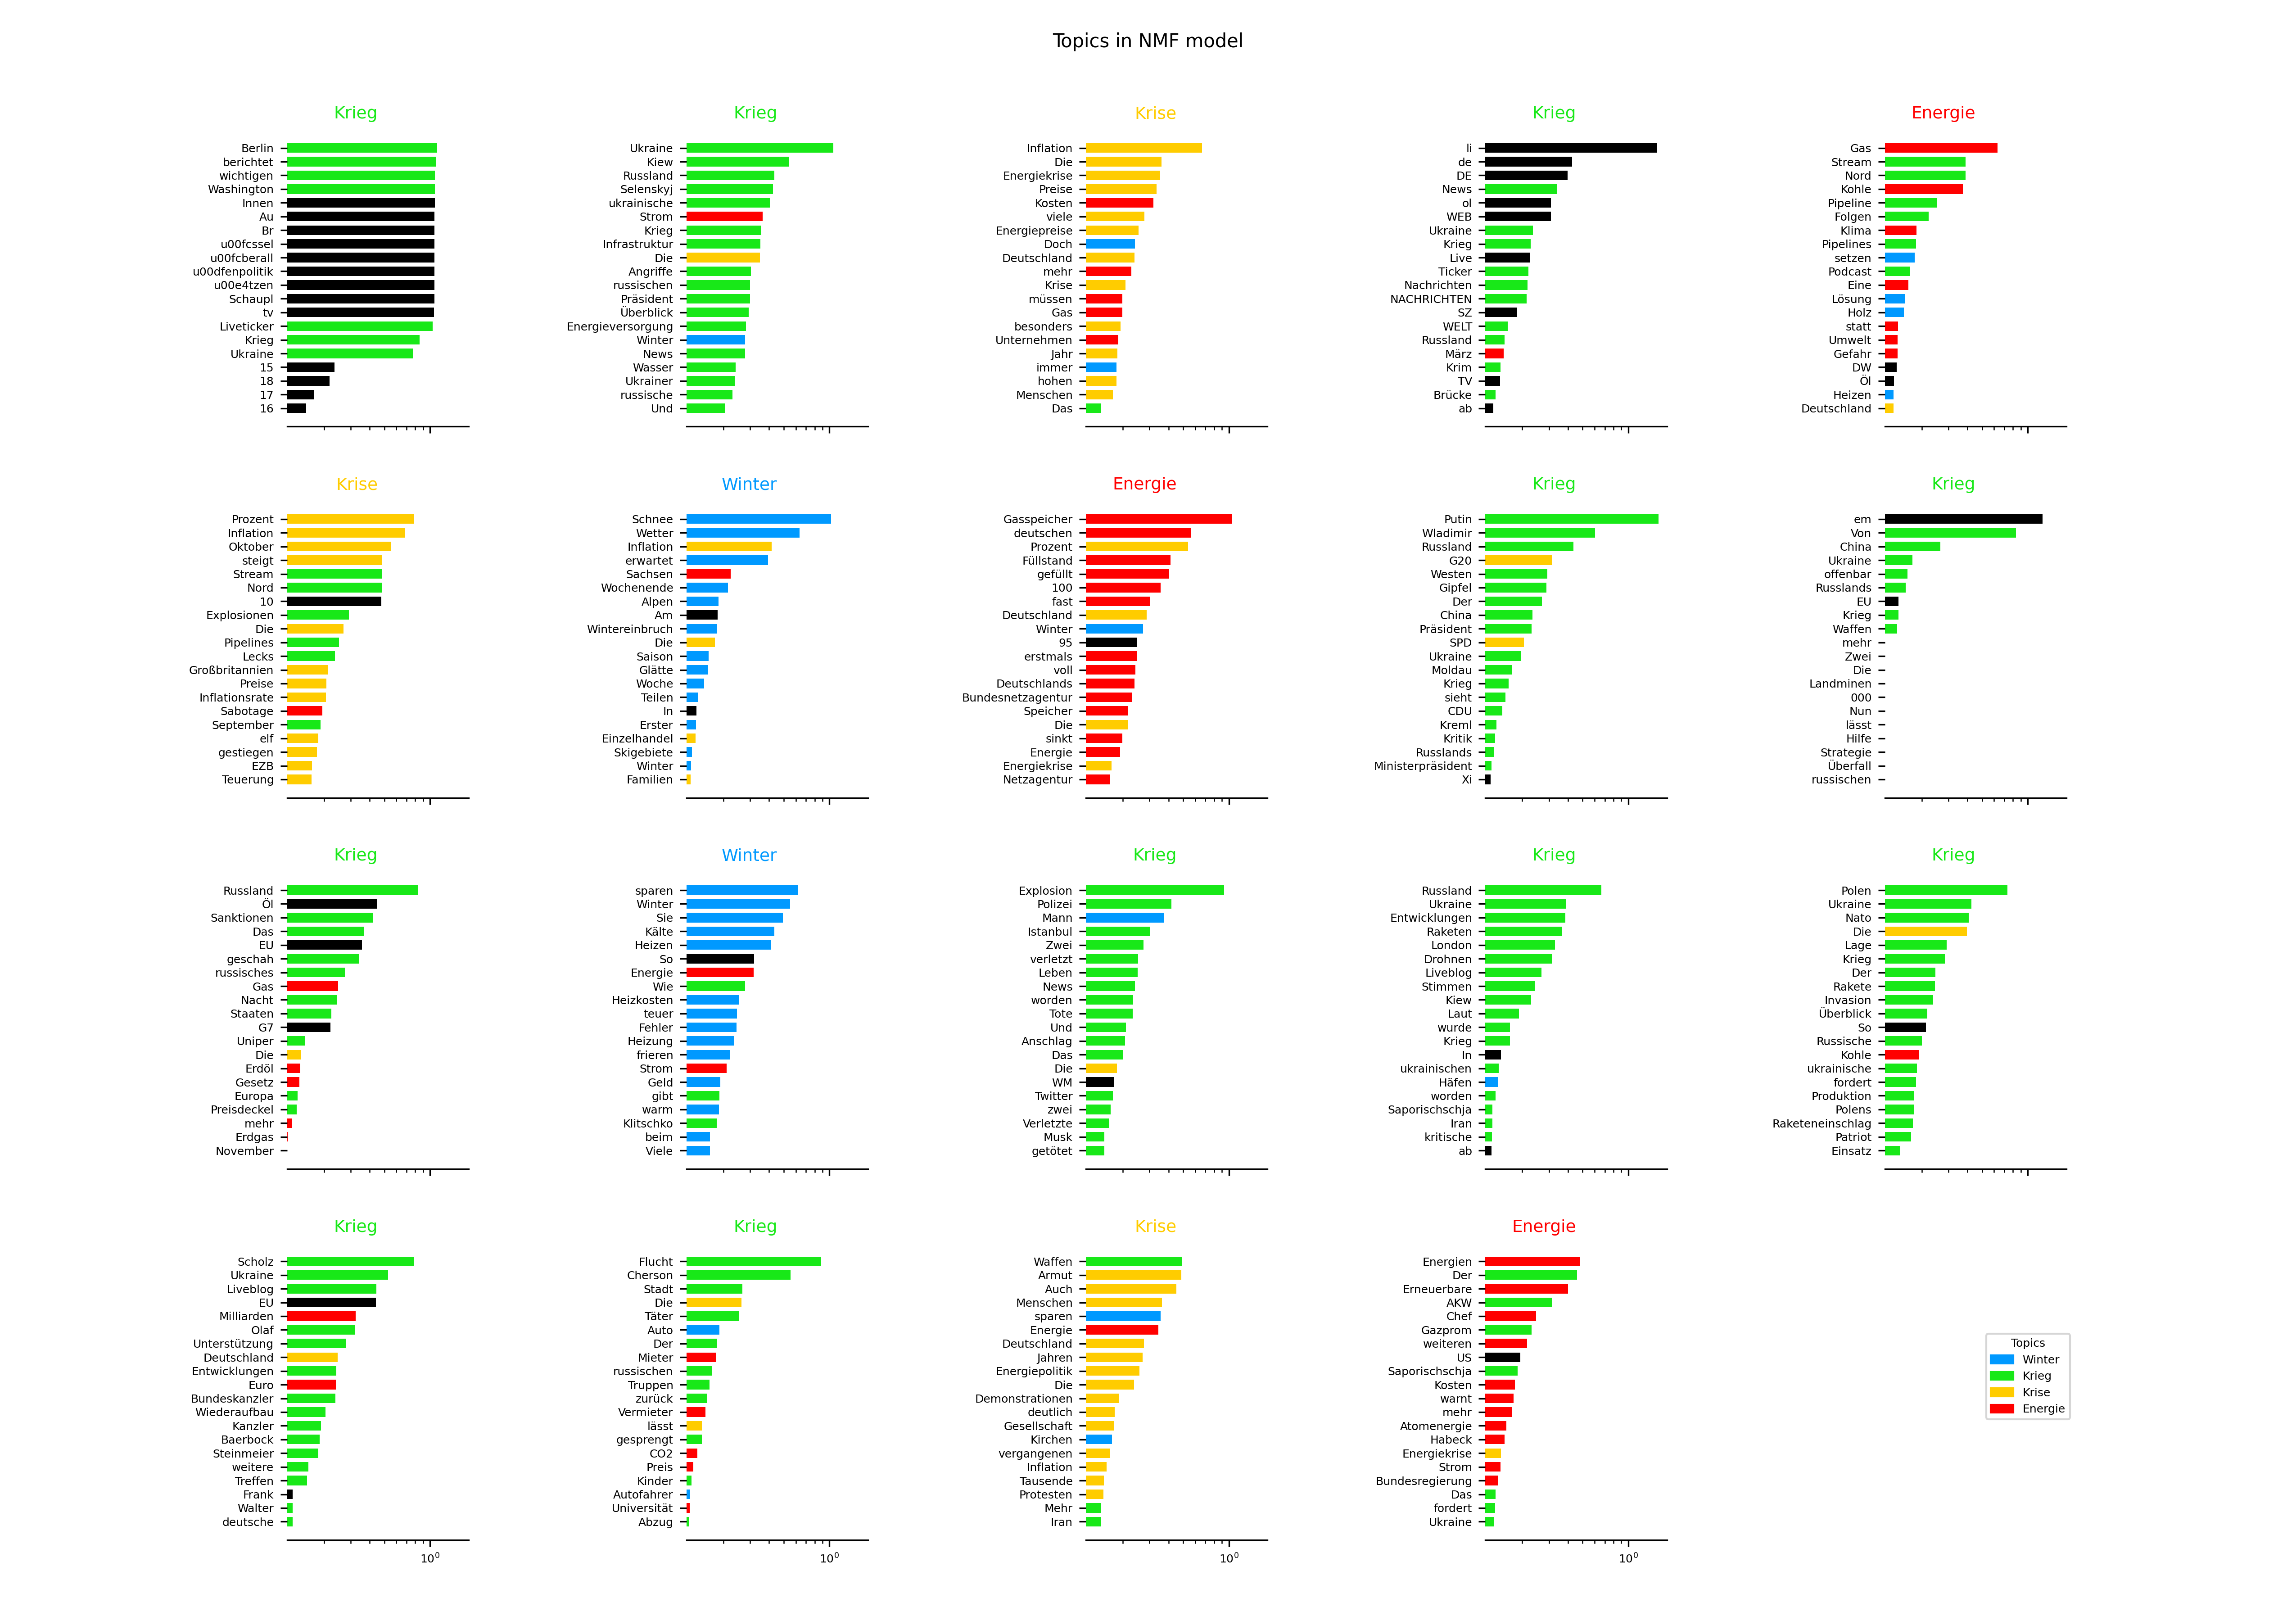 Topics in NMF model
Krieg
Berlin
berichtet
wichtigen
Washington
Innen
Au
Br
u00fcssel
u00fcberall
u00dfenpolitik
u00e4tzen
Schaupl
tv
Liveticker
Krieg
Ukraine
15
18
17
16
Krieg
Ukraine
Kiew
Russland
Selenskyj
ukrainische
Strom
Krieg
Infrastruktur
Die
Angriffe
russischen
Präsident
Überblick
Energieversorgung
Winter
News
Wasser
Ukrainer
russische
Und
Krise
Inflation
Die
Energiekrise
Preise
Kosten
viele
Energiepreise
Doch
Deutschland
mehr
Krise
müssen
Gas
besonders
Unternehmen
Jahr
immer
hohen
Menschen
Das
Krieg
li
de
DE
News
ol
WEB
Ukraine
Krieg
Live
Ticker
Nachrichten
NACHRICHTEN
SZ
WELT
Russland
März
Krim
TV
Brücke
ab
Energie
Gas
Stream
Nord
Kohle
Pipeline
Folgen
Klima
Pipelines
setzen
Podcast
Eine
Lösung
Holz
statt
Umwelt
Gefahr
DW
Öl
Heizen
Deutschland
Krise
Prozent
Inflation
Oktober
steigt
Stream
Nord
10
Explosionen
Die
Pipelines
Lecks
Großbritannien
Preise
Inflationsrate
Sabotage
September
elf
gestiegen
EZB
Teuerung
Winter
Schnee
Wetter
Inflation
erwartet
Sachsen
Wochenende
Alpen
Am
Wintereinbruch
Die
Saison
Glätte
Woche
Teilen
In
Erster
Einzelhandel
Skigebiete
Winter
Familien
Energie
Gasspeicher
deutschen
Prozent
Füllstand
gefüllt
100
fast
Deutschland
Winter
95
erstmals
voll
Deutschlands
Bundesnetzagentur
Speicher
Die
sinkt
Energie
Energiekrise
Netzagentur
Krieg
Putin
Wladimir
Russland
G20
Westen
Gipfel
Der
China
Präsident
SPD
Ukraine
Moldau
Krieg
sieht
CDU
Kreml
Kritik
Russlands
Ministerpräsident
Xi
Krieg
em
Von
China
Ukraine
offenbar
Russlands
EU
Krieg
Waffen
mehr
Zwei
Die
Landminen
000
Nun
lässt
Hilfe
Strategie
Überfall
russischen
Krieg
Russland
Öl
Sanktionen
Das
EU
geschah
russisches
Gas
Nacht
Staaten
G7
Uniper
Die
Erdöl
Gesetz
Europa
Preisdeckel
mehr
Erdgas
November
Winter
sparen
Winter
Sie
Kälte
Heizen
So
Energie
Wie
Heizkosten
teuer
Fehler
Heizung
frieren
Strom
Geld
gibt
warm
Klitschko
beim
Viele
Krieg
Explosion
Polizei
Mann
Istanbul
Zwei
verletzt
Leben
News
worden
Tote
Und
Anschlag
Das
Die
WM
Twitter
zwei
Verletzte
Musk
getötet
Krieg
Russland
Ukraine
Entwicklungen
Raketen
London
Drohnen
Liveblog
Stimmen
Kiew
Laut
wurde
Krieg
In
ukrainischen
Häfen
worden
Saporischschja
Iran
kritische
ab
Krieg
Polen
Ukraine
Nato
Die
Lage
Krieg
Der
Rakete
Invasion
Überblick
So
Russische
Kohle
ukrainische
fordert
Produktion
Polens
Raketeneinschlag
Patriot
Einsatz
Krieg
Scholz
Ukraine
Liveblog
EU
Milliarden
Olaf
Unterstützung
Deutschland
Entwicklungen
Euro
Bundeskanzler
Wiederaufbau
Kanzler
Baerbock
Steinmeier
weitere
Treffen
Frank
Walter
deutsche
10⁰
Krieg
Flucht
Cherson
Stadt
Die
Täter
Auto
Der
Mieter
russischen
Truppen
zurück
Vermieter
lässt
gesprengt
CO2
Preis
Kinder
Autofahrer
Universität
Abzug
10⁰
Krise
Waffen
Armut
Auch
Menschen
sparen
Energie
Deutschland
Jahren
Energiepolitik
Die
Demonstrationen
deutlich
Gesellschaft
Kirchen
vergangenen
Inflation
Tausende
Protesten
Mehr
Iran
10⁰
Energie
Energien
Der
Erneuerbare
AKW
Chef
Gazprom
weiteren
US
Saporischschja
Kosten
warnt
mehr
Atomenergie
Habeck
Energiekrise
Strom
Bundesregierung
Das
fordert
Ukraine
10⁰
Topics
Winter
Krieg
Krise
Energie